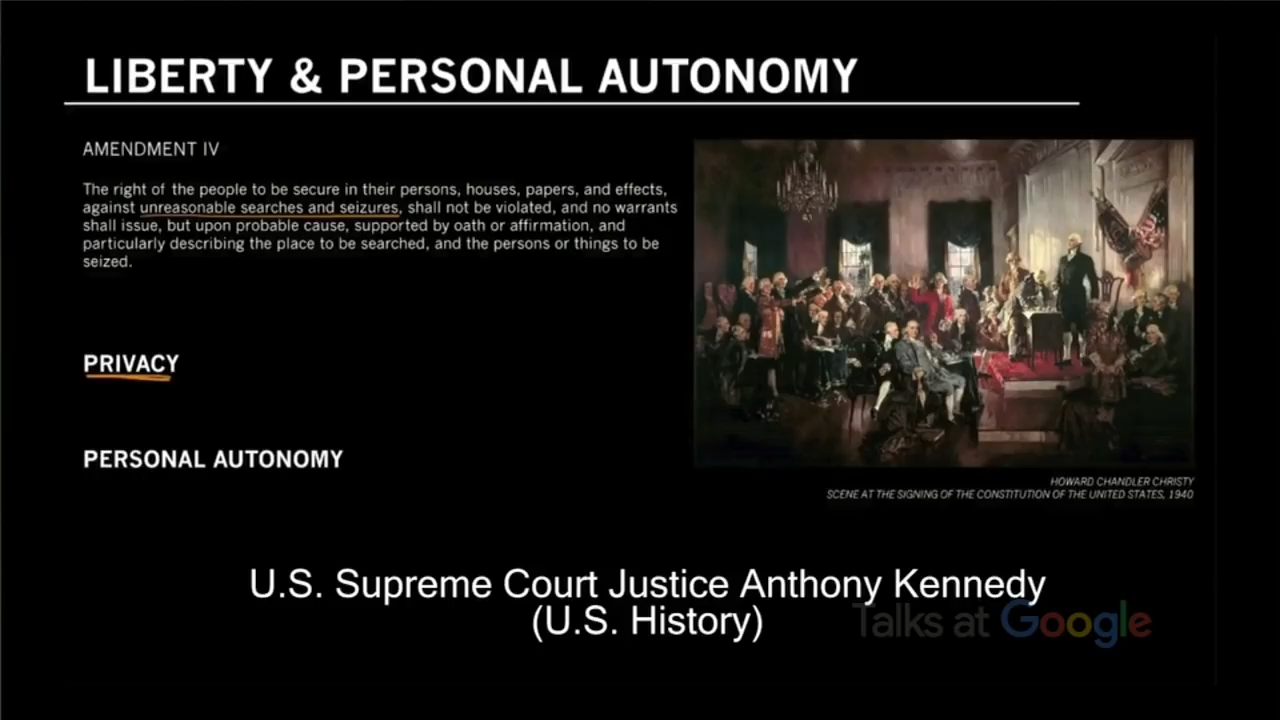 LIBERTY & PERSONAL AUTONOMY
AMENDMENT IV
The right of the people to be secure in their persons, houses, papers, and effects,
against unreasonable searches and seizures, shall not be violated, and no warrants
shall issue, but upon probable cause, supported by oath or affirmation, and
particularly describing the place to be searched, and the persons or things to be
seized.
PRIVACY
PERSONAL AUTONOMY
HOWARD CHANDLER CHRISTY
SCENE AT THE SIGNING OF THE CONSTITUTION OF THE UNITED STATES, 1940
U.S. Supreme Court Justice Anthony Kennedy
(U.S. History)
Talks at Google